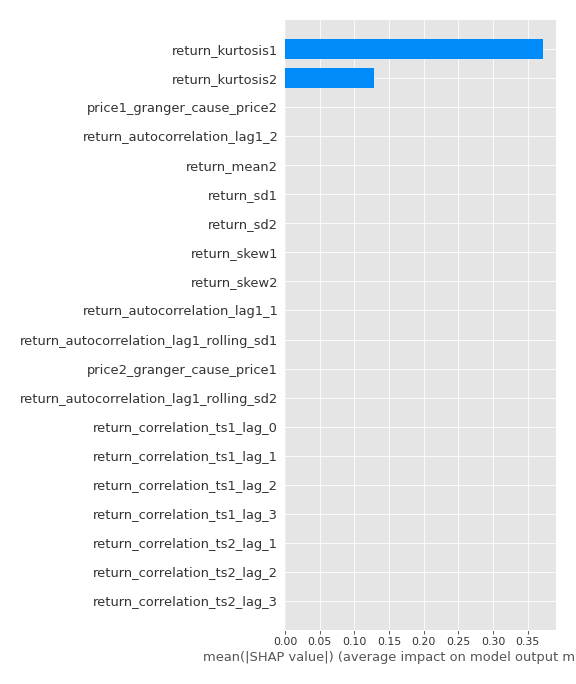 return_kurtosis1
return_kurtosis2
price1_granger_cause_price2
return_autocorrelation_lag1_2
return_mean2
return_sd1
return_sd2
return_skew1
return_skew2
return_autocorrelation_lag1_1
return_autocorrelation_lag1_rolling_sd1
price2_granger_cause_price1
return_autocorrelation_lag1_rolling_sd2
return_correlation_ts1_lag_0
return_correlation_ts1_lag_1
return_correlation_ts1_lag_2
return_correlation_ts1_lag_3
return_correlation_ts2_lag_1
return_correlation_ts2_lag_2
return_correlation_ts2_lag_3
0.00 0.05 0.10 0.15 0.20 0.25 0.30 0.35
mean(|SHAP value|) (average impact on model output m